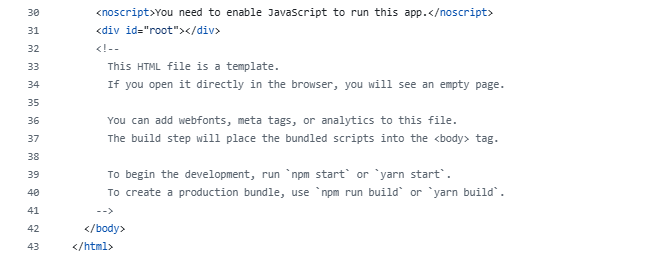 30 <noscript>You need to enable JavaScript to run this app.</noscript>
31 <div id="root"></div>
32 <!--
33 This HTML file is a template.
34 If you open it directly in the browser, you will see an empty page.
35
36 You can add webfonts, meta tags, or analytics to this file.
37 The build step will place the bundled scripts into the <body> tag.
38
39 To begin the development, run `npm start` or `yarn start`.
40 To create a production bundle, use `npm run build` or `yarn build`.
41 -->
42 </body>
43 </html>